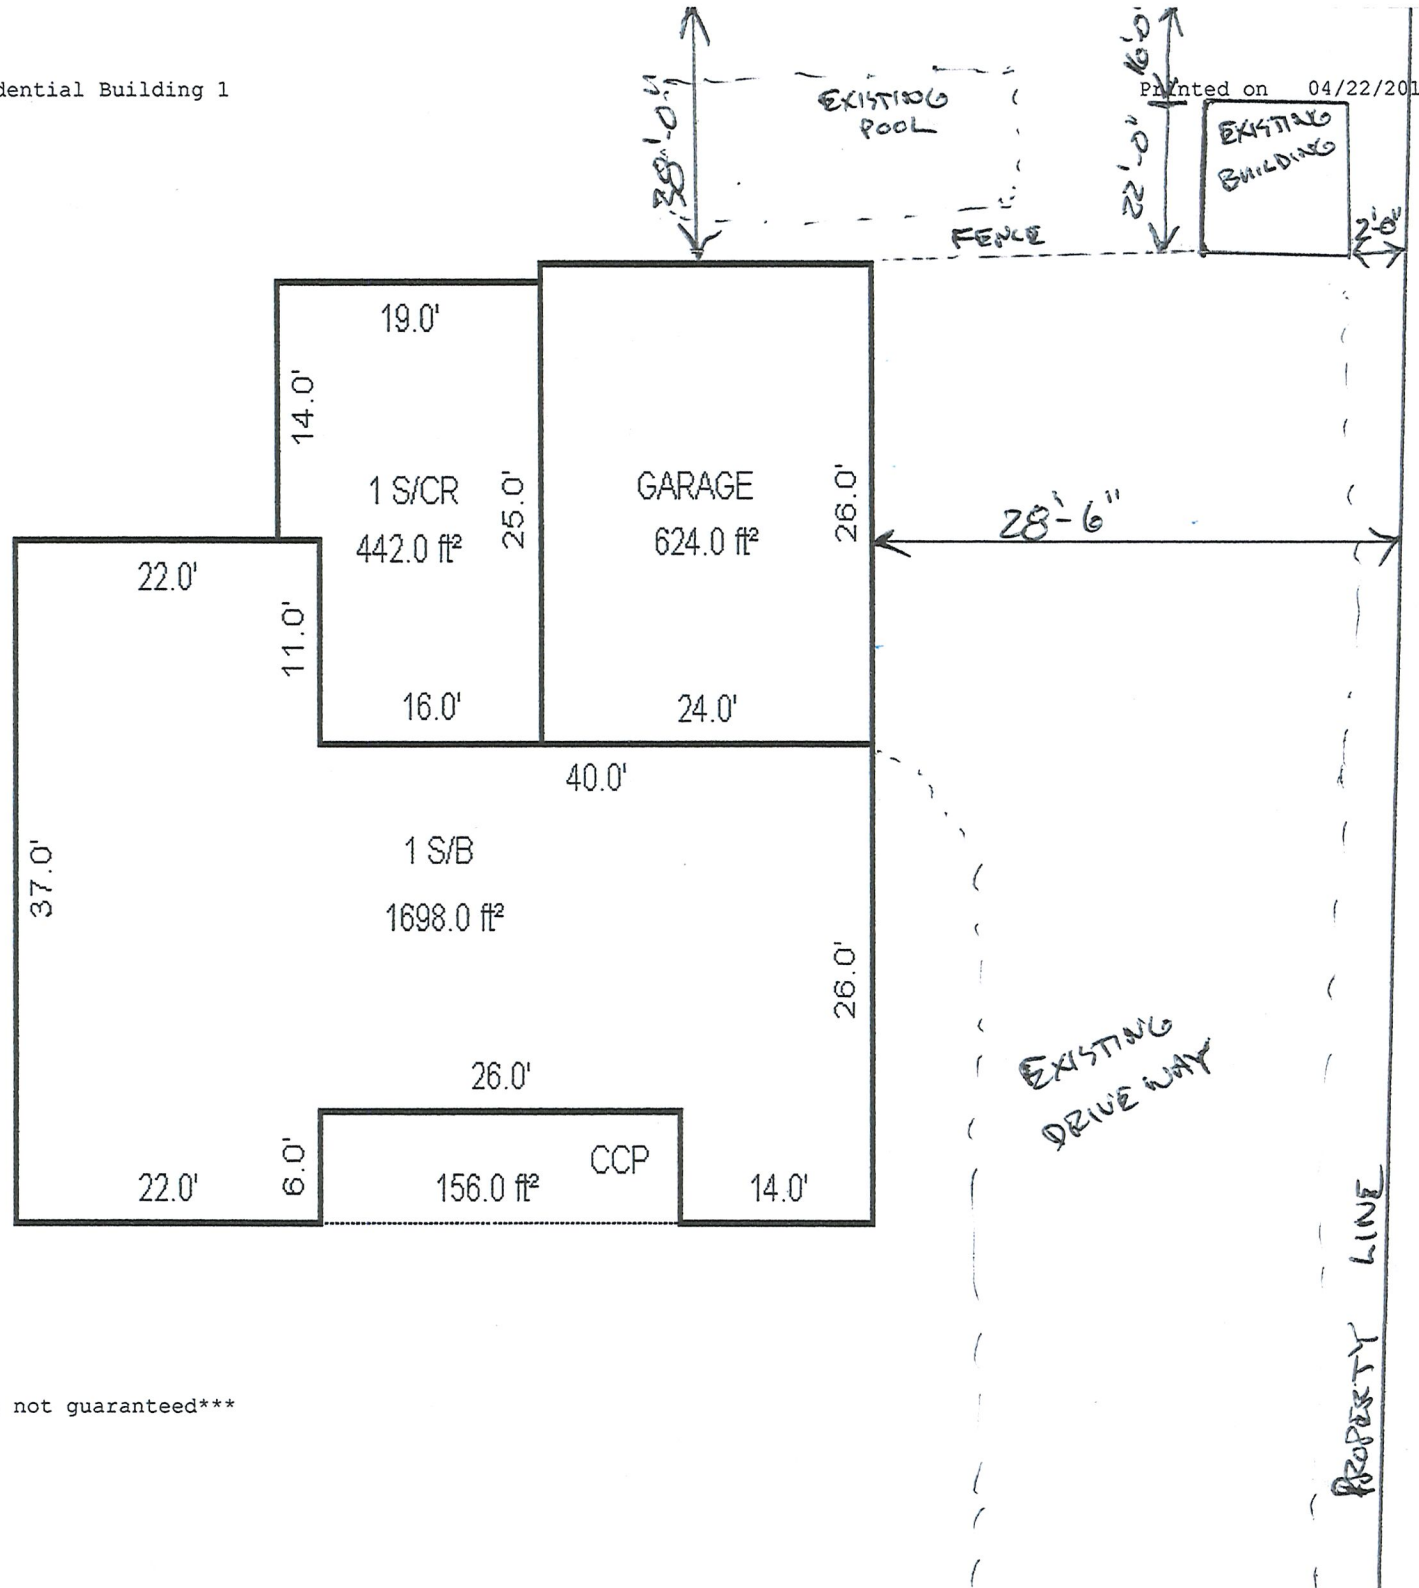 dential Building 1
Printed on 04/22/201
16'-0"
38'-0"
22'-0"
EXISTING
POOL
EXISTING
BUILDING
2'-0"
FENCE
19.0'
14.0'
1 S/CR
442.0 ft²
25.0'
GARAGE
624.0 ft²
26.0'
28'-6"
22.0'
11.0'
16.0'
24.0'
40.0'
37.0'
1 S/B
1698.0 ft²
26.0'
26.0'
EXISTING
DRIVEWAY
6.0'
CCP
22.0'
156.0 ft²
14.0'
PROPERTY LINE
not guaranteed***